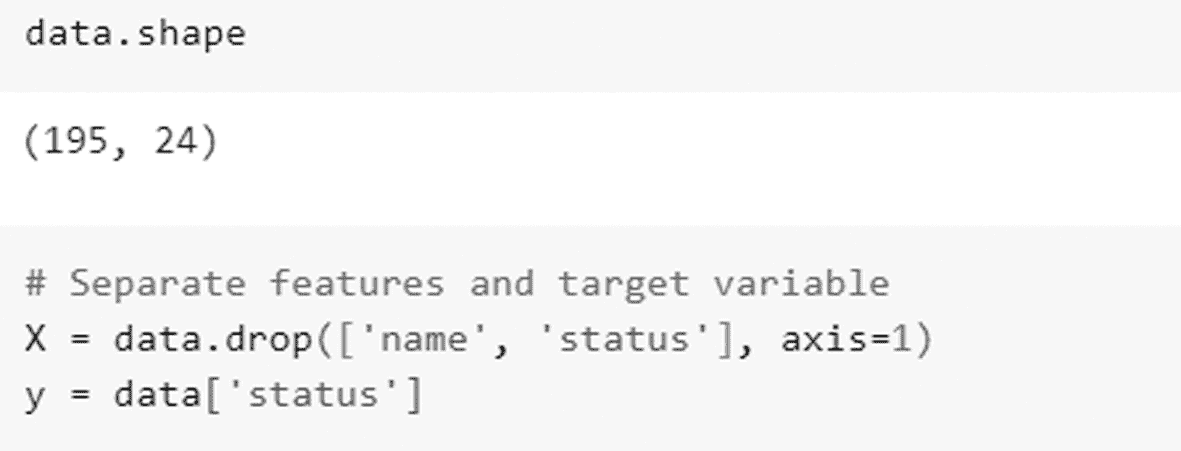 data.shape
(195, 24)
# Separate features and target variable
X = data.drop(['name', 'status'], axis=1)
y = data['status']